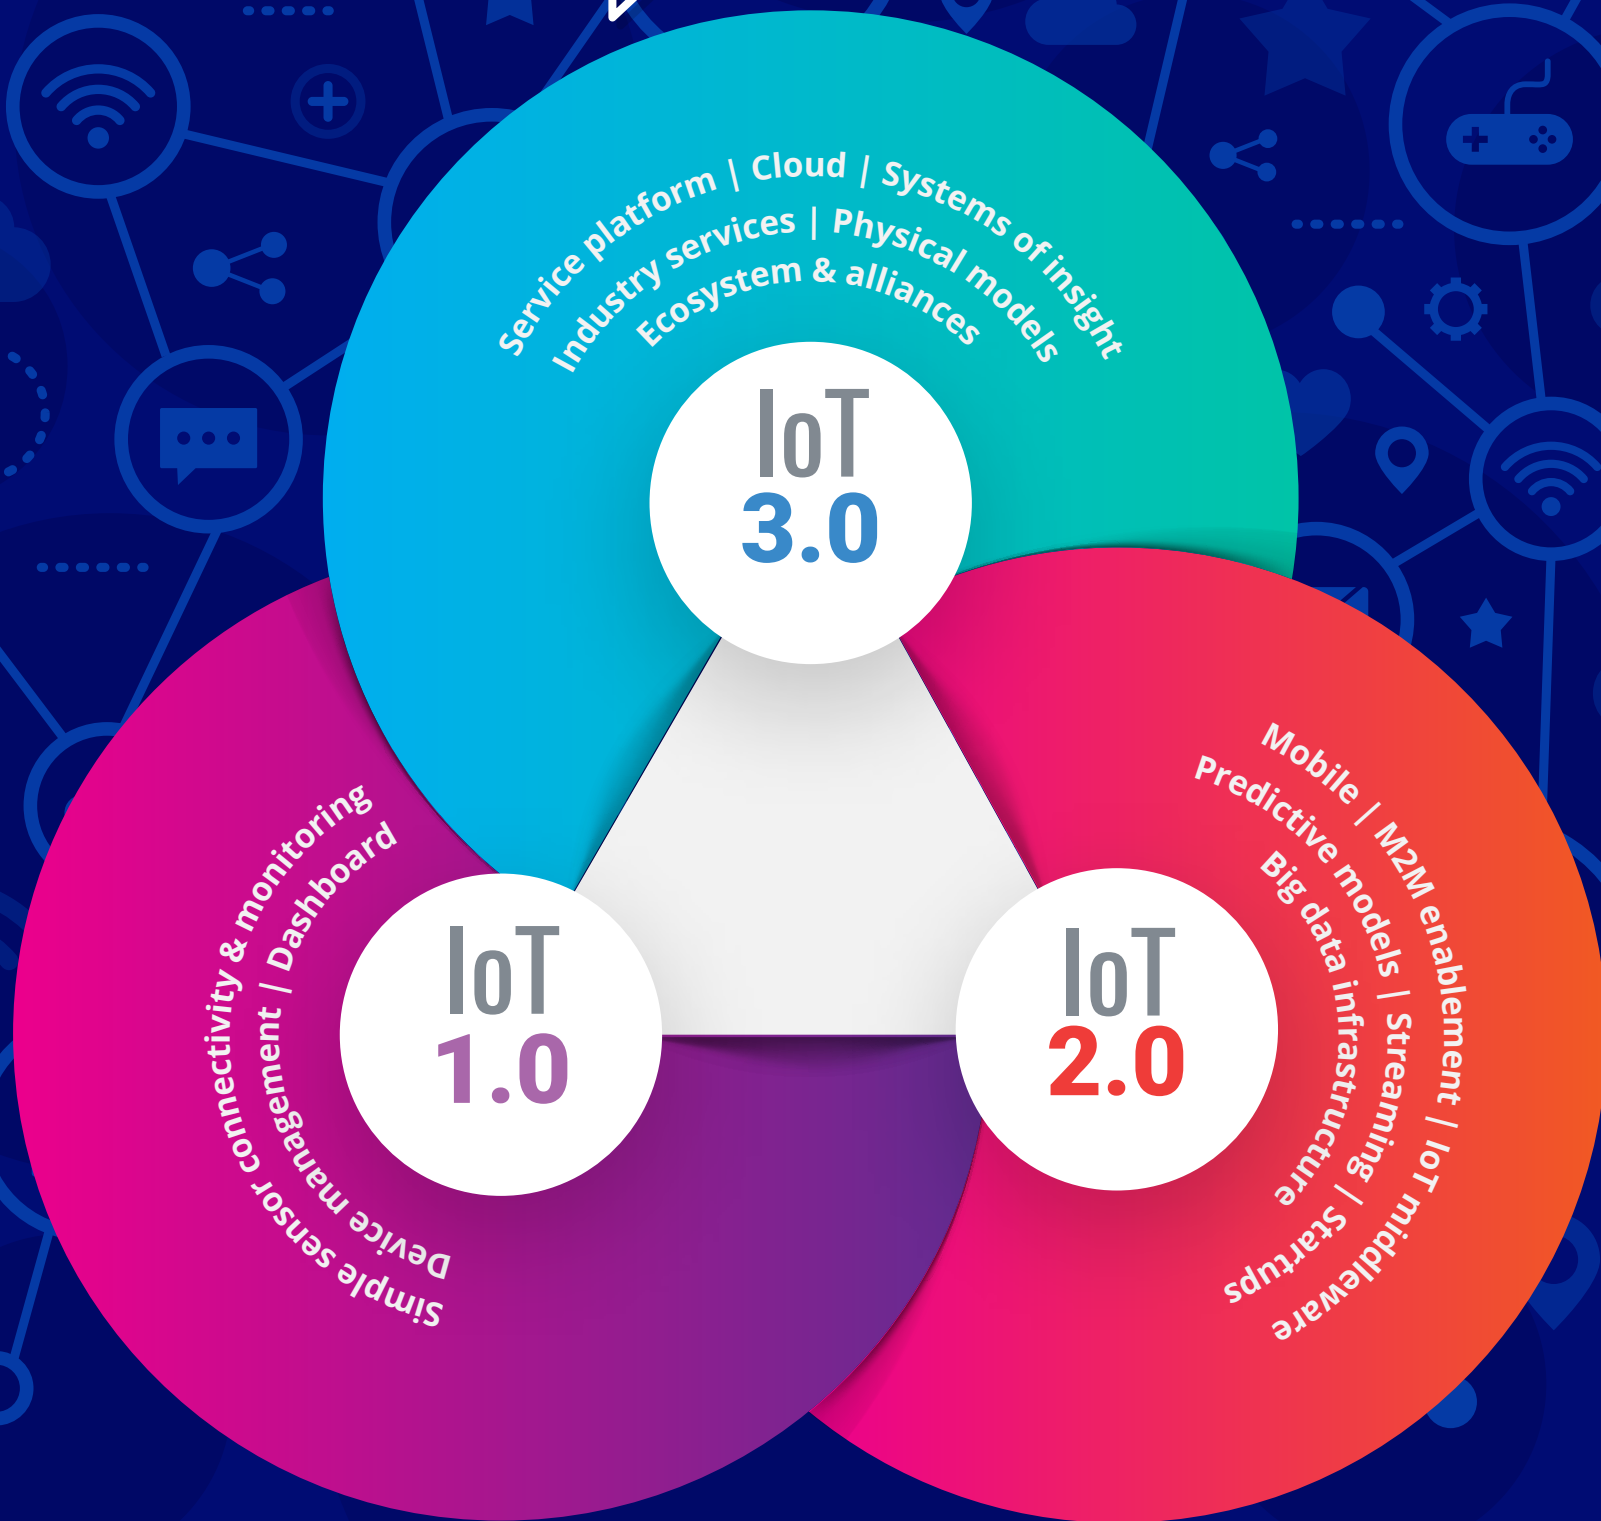 Service platform | Cloud | Systems of insight
Industry services | Physical models
Ecosystem & alliances
IoT
3.0
Simple sensor connectivity & monitoring
Device management | Dashboard
IoT
1.0
Mobile | M2M enablement | IoT middleware
Predictive models | Streaming | Startups
Big data infrastructure
IoT
2.0